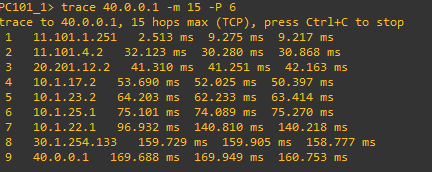 PC101_1> trace 40.0.0.1 -m 15 -P 6
trace to 40.0.0.1, 15 hops max (TCP), press Ctrl+C to stop
1 11.101.1.251 2.513 ms 9.275 ms 9.217 ms
2 11.101.4.2 32.123 ms 30.280 ms 30.868 ms
3 20.201.12.2 41.310 ms 41.251 ms 42.163 ms
4 10.1.17.2 53.690 ms 52.025 ms 50.397 ms
5 10.1.23.2 64.203 ms 62.233 ms 63.414 ms
6 10.1.25.1 75.101 ms 74.089 ms 75.270 ms
7 10.1.22.1 96.932 ms 140.810 ms 140.218 ms
8 30.1.254.133 159.729 ms 159.905 ms 158.777 ms
9 40.0.0.1 169.688 ms 169.949 ms 160.753 ms